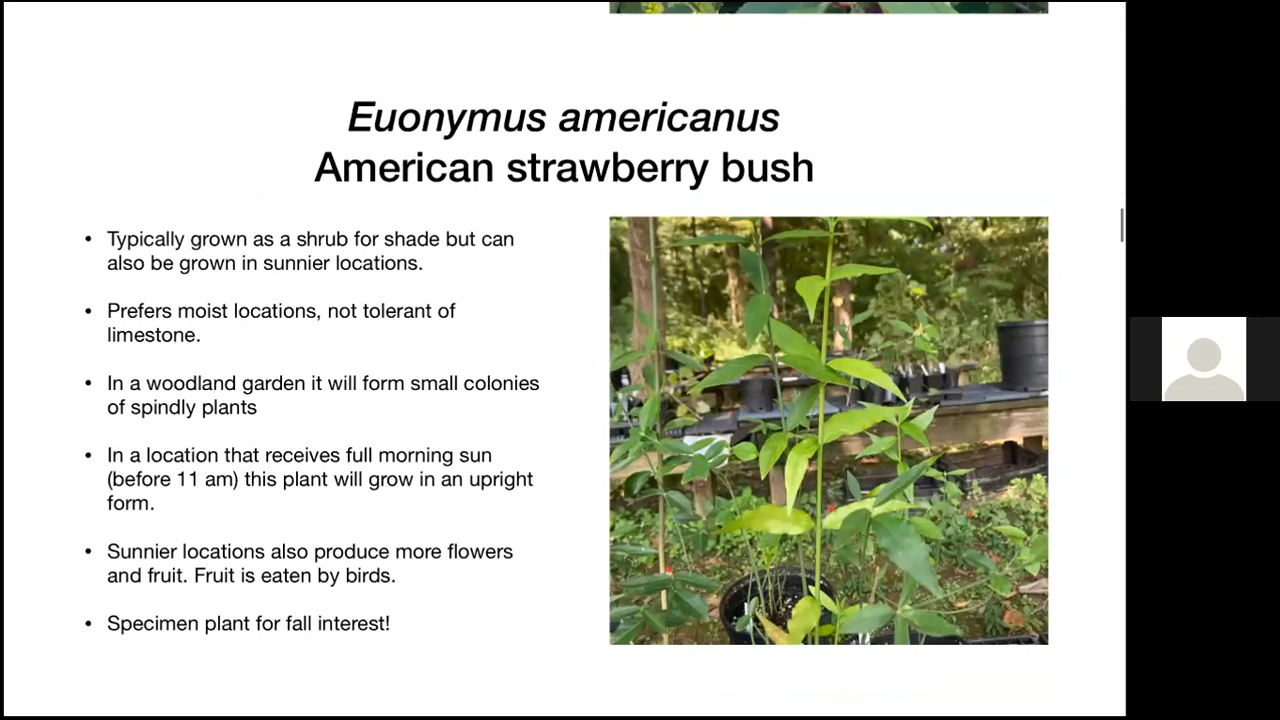 Euonymus americanus
American strawberry bush
• Typically grown as a shrub for shade but can
also be grown in sunnier locations.
• Prefers moist locations, not tolerant of
limestone.
• In a woodland garden it will form small colonies
of spindly plants
• In a location that receives full morning sun
(before 11 am) this plant will grow in an upright
form.
• Sunnier locations also produce more flowers
and fruit. Fruit is eaten by birds.
• Specimen plant for fall interest!